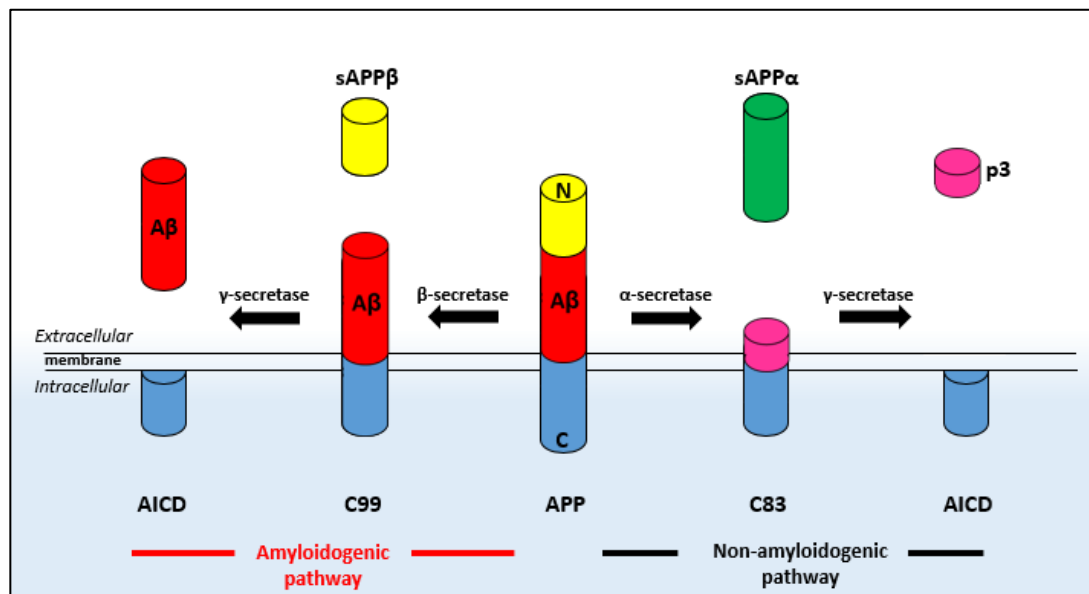 sAPPβ
sAPPα
p3
N
Aβ
Aβ
Aβ
γ-secretase
β-secretase
α-secretase
γ-secretase
Extracellular
membrane
Intracellular
C
AICD
C99
APP
C83
AICD
Amyloidogenic
pathway
Non-amyloidogenic
pathway